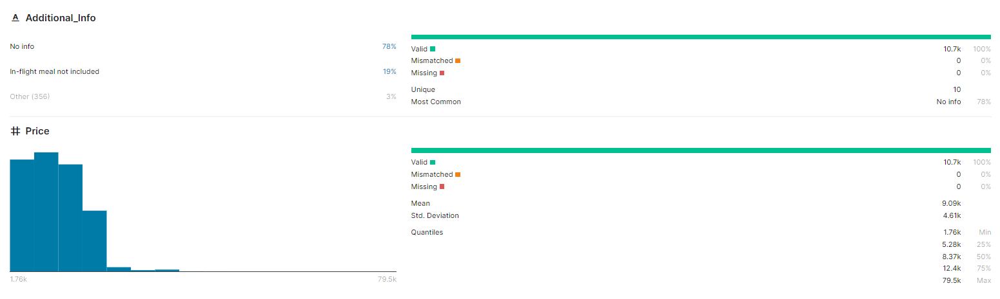 A Additional_Info
No info 78%
In-flight meal not included 19%
Other (356) 3%
Valid 10.7k 100%
Mismatched 0 0%
Missing 0 0%
Unique 10
Most Common No info 78%
# Price
1.76k 79.5k
Valid 10.7k 100%
Mismatched 0 0%
Missing 0 0%
Mean 9.09k
Std. Deviation 4.61k
Quantiles 1.76k Min
5.28k 25%
8.37k 50%
12.4k 75%
79.5k Max